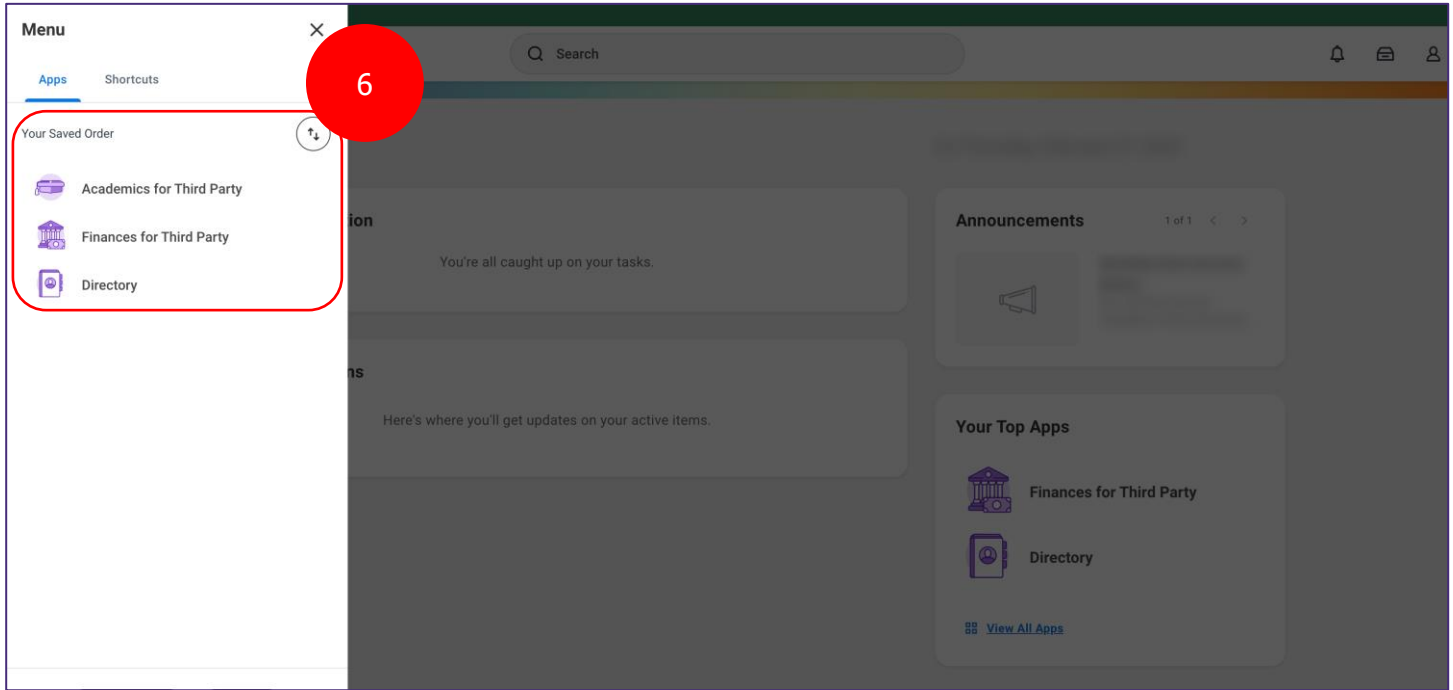 Menu
Apps
Shortcuts
6
Your Saved Order
Academics for Third Party
Finances for Third Party
Directory
Search
ion
You're all caught up on your tasks.
ns
Here's where you'll get updates on your active items.
Announcements
1 of 1
Your Top Apps
Finances for Third Party
Directory
View All Apps